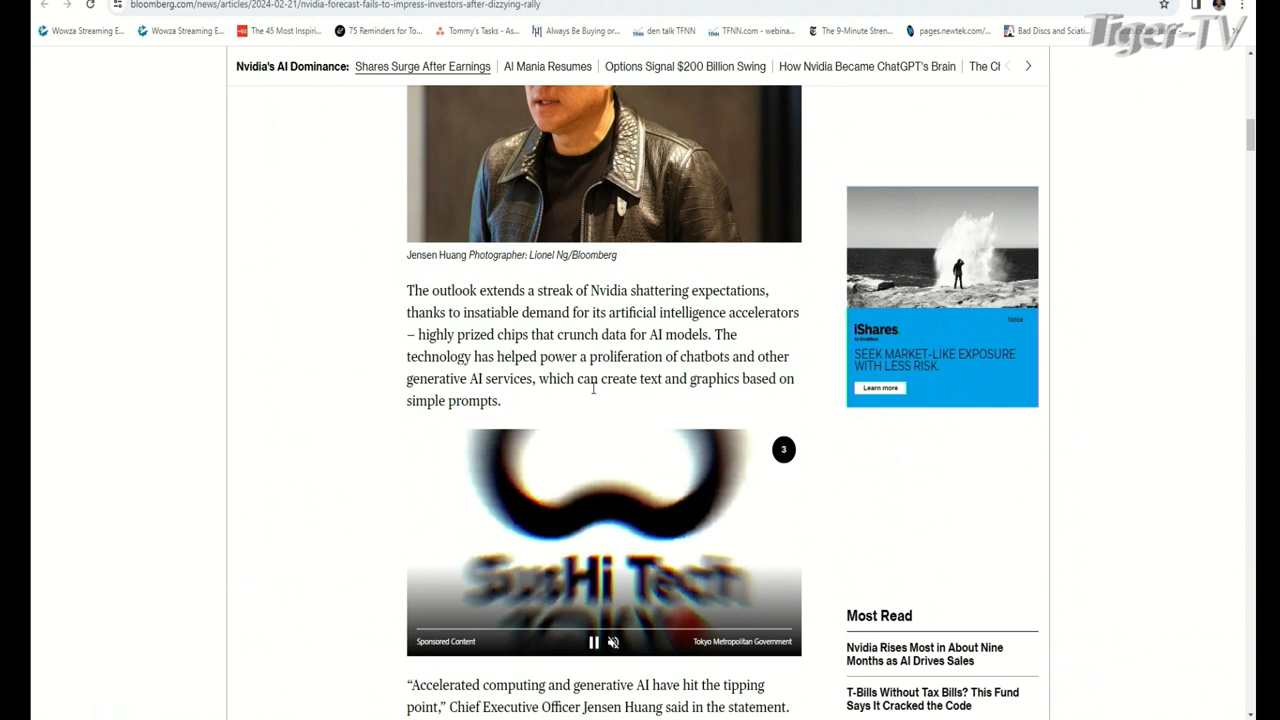 bloomberg.com/news/articles/2024-02-21/nvidia-forecast-fails-to-impress-investors-after-dizzying-rally
Wowza Streaming E... Wowza Streaming E... The 45 Most Inspiri... 75 Reminders for To... Tommy's Tasks - As... Always Be Buying or... den talk TFNN TFNN.com - webina... The 9-Minute Stren... pages.newtek.com/... Bad Discs and Sciati...
Tiger-TV
Nvidia's AI Dominance: Shares Surge After Earnings AI Mania Resumes Options Signal $200 Billion Swing How Nvidia Became ChatGPT's Brain The Cl
Jensen Huang Photographer: Lionel Ng/Bloomberg
The outlook extends a streak of Nvidia shattering expectations,
thanks to insatiable demand for its artificial intelligence accelerators
– highly prized chips that crunch data for AI models. The
technology has helped power a proliferation of chatbots and other
generative AI services, which can create text and graphics based on
simple prompts.
3
SusHi Tech
Sponsored Content
Tokyo Metropolitan Government
“Accelerated computing and generative AI have hit the tipping
point,” Chief Executive Officer Jensen Huang said in the statement.
Notice
iShares
by BlackRock
SEEK MARKET-LIKE EXPOSURE
WITH LESS RISK.
Learn more
Most Read
Nvidia Rises Most in About Nine
Months as AI Drives Sales
T-Bills Without Tax Bills? This Fund
Says It Cracked the Code